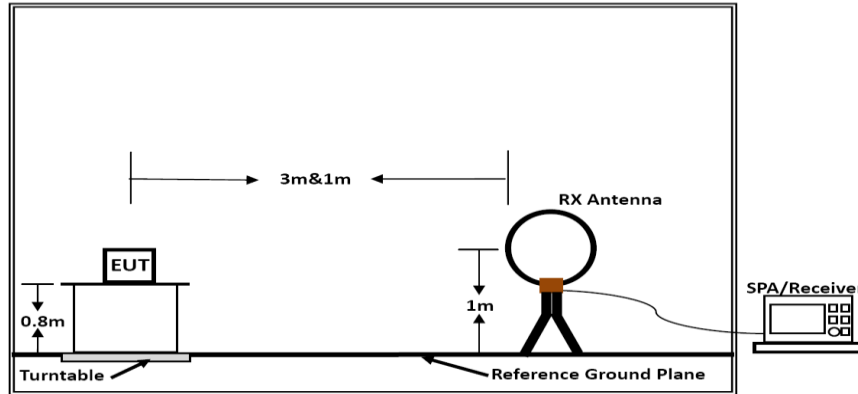 3m&1m
RX Antenna
EUT
SPA/Receiver
0.8m
1m
Turntable
Reference Ground Plane